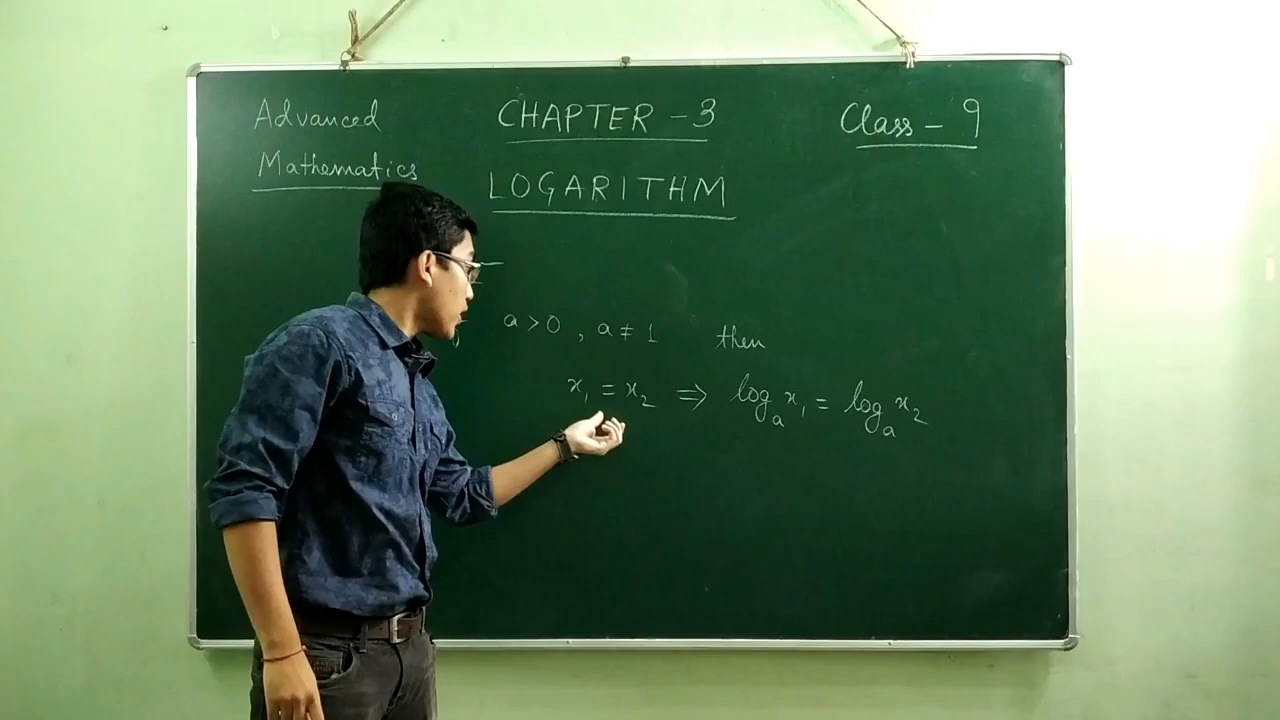 Advanced
Mathematics
CHAPTER - 3
LOGARITHM
Class - 9
a > 0 , a ≠ 1 then
x₁ = x₂ ⇒ logₐ x₁ = logₐ x₂